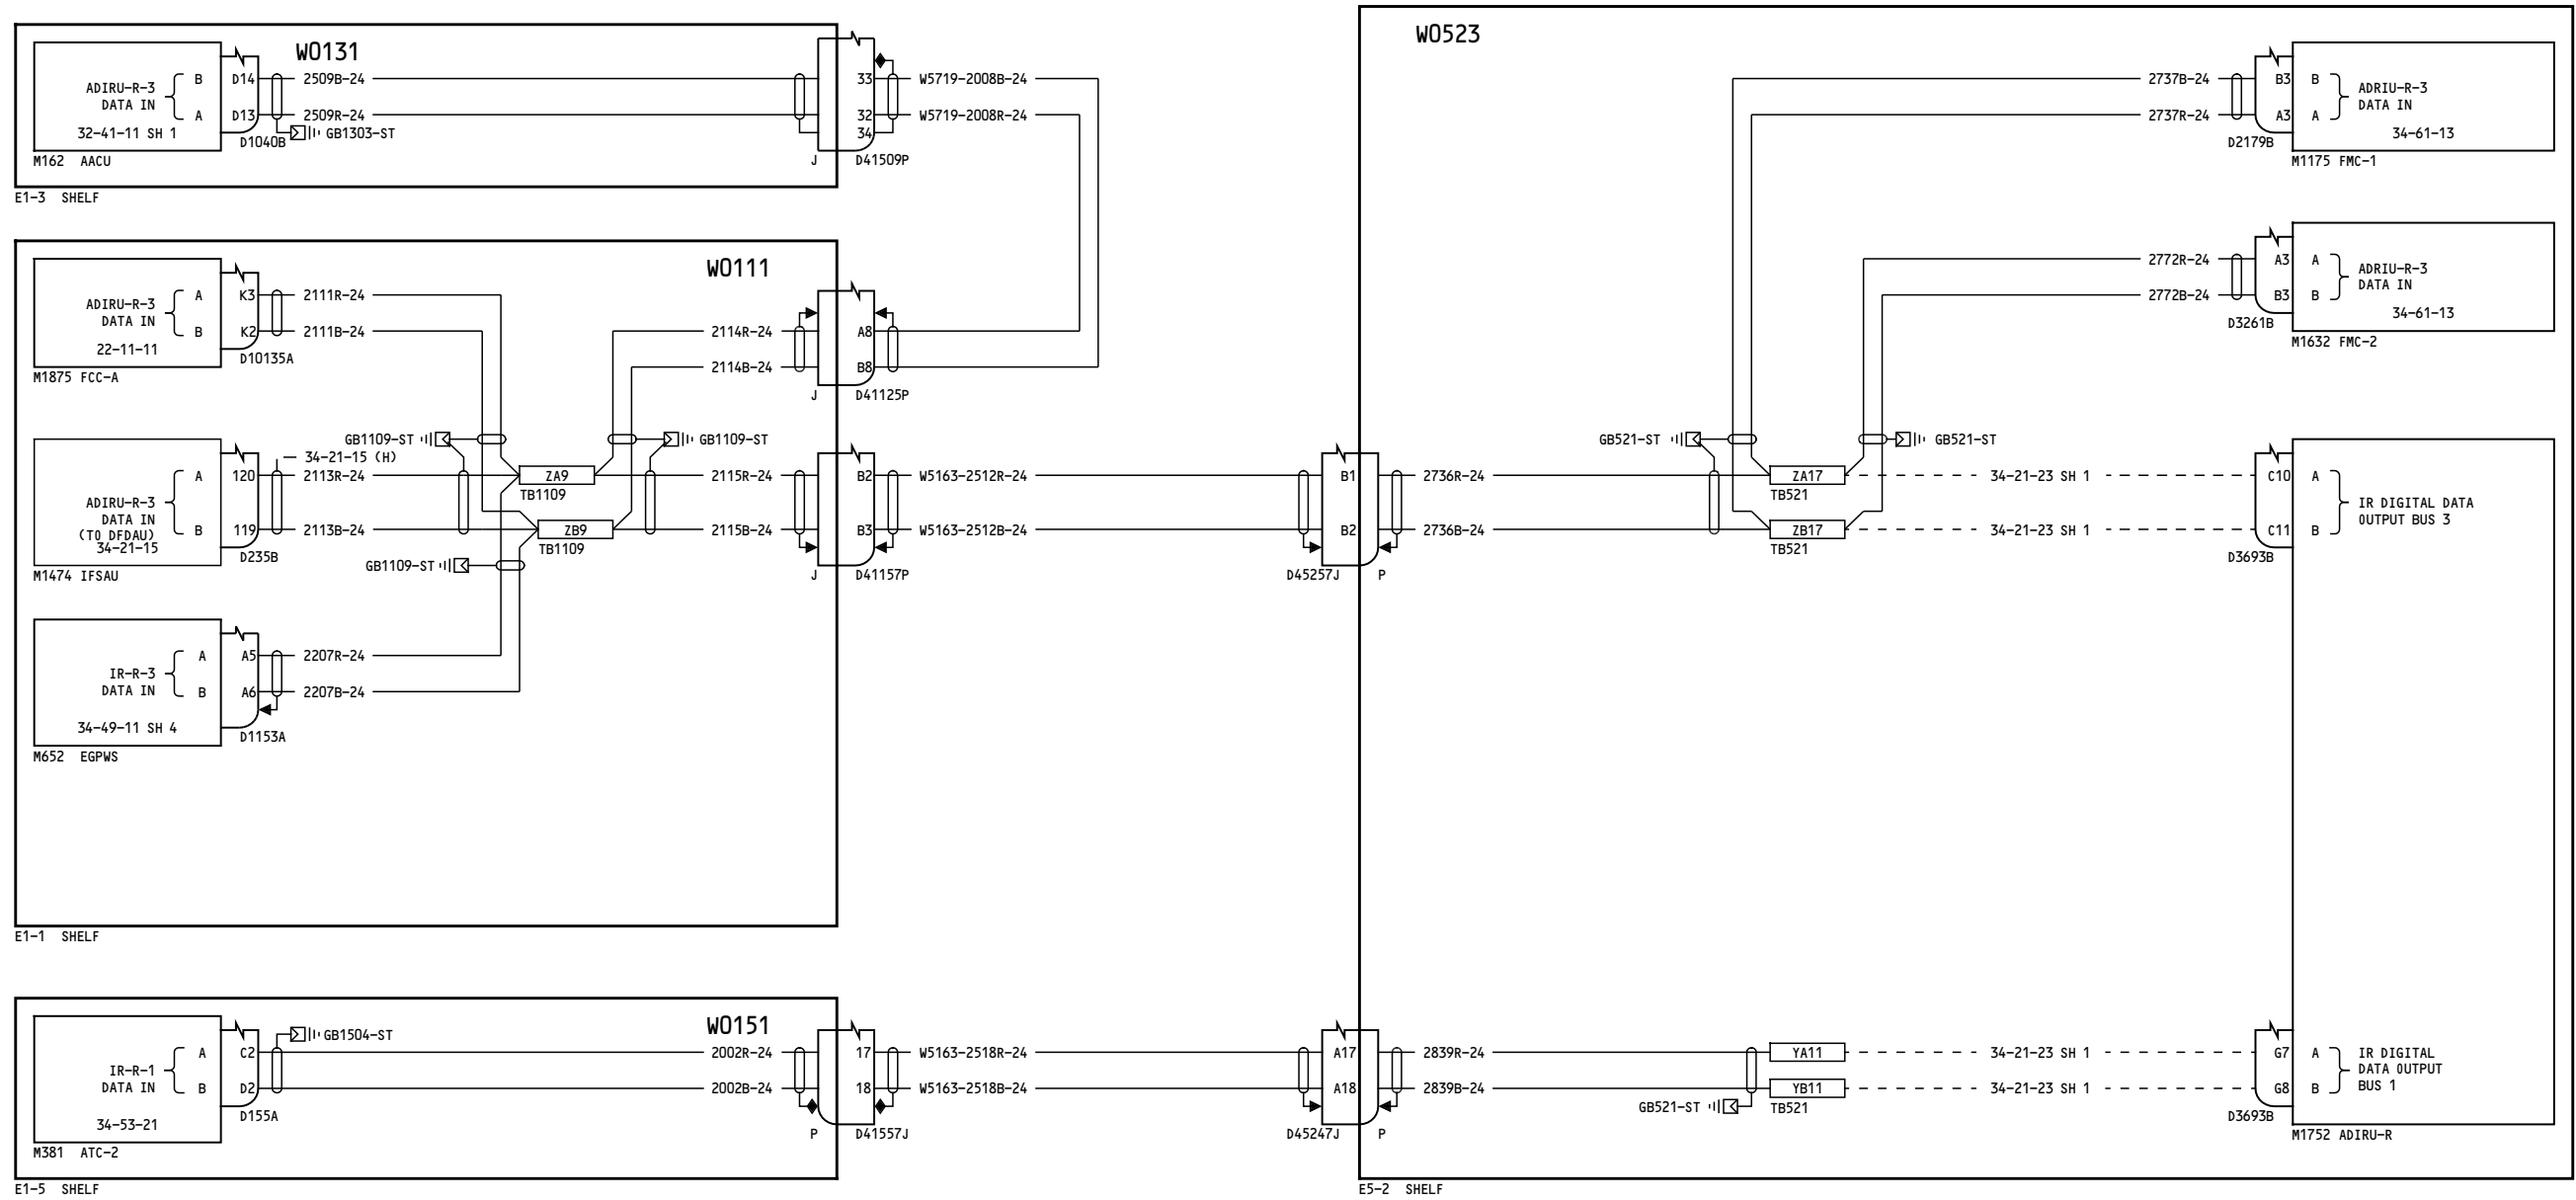 W0131
ADIRU-R-3
DATA IN
B
A
32-41-11 SH 1
D14
D13
D1040B
2509B-24
2509R-24
GB1303-ST
M162 AACU
33
32
34
J
D41509P
W5719-2008B-24
W5719-2008R-24
E1-3 SHELF
W0111
ADIRU-R-3
DATA IN
A
B
22-11-11
K3
K2
D10135A
2111R-24
2111B-24
M1875 FCC-A
2114R-24
2114B-24
A8
B8
J
D41125P
GB1109-ST
GB1109-ST
34-21-15 (H)
ADIRU-R-3
DATA IN
(TO DFDAU)
34-21-15
A
B
120
119
D235B
2113R-24
2113B-24
M1474 IFSAU
ZA9
TB1109
ZB9
TB1109
GB1109-ST
2115R-24
2115B-24
B2
B3
J
D41157P
W5163-2512R-24
W5163-2512B-24
IR-R-3
DATA IN
A
B
34-49-11 SH 4
A5
A6
D1153A
2207R-24
2207B-24
M652 EGPWS
E1-1 SHELF
W0151
IR-R-1
DATA IN
A
B
34-53-21
C2
D2
D155A
GB1504-ST
2002R-24
2002B-24
M381 ATC-2
17
18
P
D41557J
W5163-2518R-24
W5163-2518B-24
E1-5 SHELF
W0523
2737B-24
2737R-24
B3
A3
D2179B
B
A
ADRIU-R-3
DATA IN
34-61-13
M1175 FMC-1
2772R-24
2772B-24
A3
B3
D3261B
A
B
ADRIU-R-3
DATA IN
34-61-13
M1632 FMC-2
GB521-ST
GB521-ST
B1
B2
D45257J
P
2736R-24
2736B-24
ZA17
TB521
ZB17
TB521
34-21-23 SH 1
34-21-23 SH 1
C10
C11
D3693B
A
B
IR DIGITAL DATA
OUTPUT BUS 3
A17
A18
D45247J
P
2839R-24
2839B-24
GB521-ST
YA11
YB11
TB521
34-21-23 SH 1
34-21-23 SH 1
G7
G8
D3693B
A
B
IR DIGITAL
DATA OUTPUT
BUS 1
M1752 ADIRU-R
E5-2 SHELF